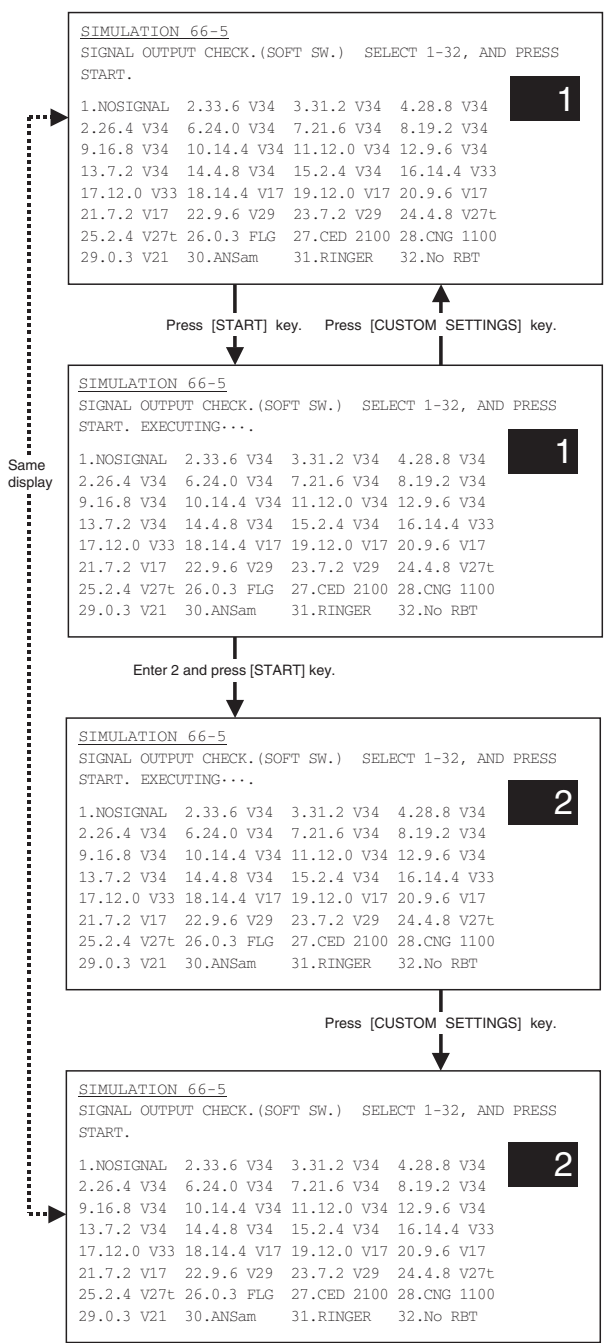 SIMULATION 66-5
SIGNAL OUTPUT CHECK.(SOFT SW.) SELECT 1-32, AND PRESS
START.
1
1.NOSIGNAL 2.33.6 V34 3.31.2 V34 4.28.8 V34
2.26.4 V34 6.24.0 V34 7.21.6 V34 8.19.2 V34
9.16.8 V34 10.14.4 V34 11.12.0 V34 12.9.6 V34
13.7.2 V34 14.4.8 V34 15.2.4 V34 16.14.4 V33
17.12.0 V33 18.14.4 V17 19.12.0 V17 20.9.6 V17
21.7.2 V17 22.9.6 V29 23.7.2 V29 24.4.8 V27t
25.2.4 V27t 26.0.3 FLG 27.CED 2100 28.CNG 1100
29.0.3 V21 30.ANSam 31.RINGER 32.No RBT
Press [START] key. Press [CUSTOM SETTINGS] key.
SIMULATION 66-5
SIGNAL OUTPUT CHECK.(SOFT SW.) SELECT 1-32, AND PRESS
START. EXECUTING····.
1
1.NOSIGNAL 2.33.6 V34 3.31.2 V34 4.28.8 V34
2.26.4 V34 6.24.0 V34 7.21.6 V34 8.19.2 V34
9.16.8 V34 10.14.4 V34 11.12.0 V34 12.9.6 V34
13.7.2 V34 14.4.8 V34 15.2.4 V34 16.14.4 V33
17.12.0 V33 18.14.4 V17 19.12.0 V17 20.9.6 V17
21.7.2 V17 22.9.6 V29 23.7.2 V29 24.4.8 V27t
25.2.4 V27t 26.0.3 FLG 27.CED 2100 28.CNG 1100
29.0.3 V21 30.ANSam 31.RINGER 32.No RBT
Same
display
Enter 2 and press [START] key.
SIMULATION 66-5
SIGNAL OUTPUT CHECK.(SOFT SW.) SELECT 1-32, AND PRESS
START. EXECUTING····.
2
1.NOSIGNAL 2.33.6 V34 3.31.2 V34 4.28.8 V34
2.26.4 V34 6.24.0 V34 7.21.6 V34 8.19.2 V34
9.16.8 V34 10.14.4 V34 11.12.0 V34 12.9.6 V34
13.7.2 V34 14.4.8 V34 15.2.4 V34 16.14.4 V33
17.12.0 V33 18.14.4 V17 19.12.0 V17 20.9.6 V17
21.7.2 V17 22.9.6 V29 23.7.2 V29 24.4.8 V27t
25.2.4 V27t 26.0.3 FLG 27.CED 2100 28.CNG 1100
29.0.3 V21 30.ANSam 31.RINGER 32.No RBT
Press [CUSTOM SETTINGS] key.
SIMULATION 66-5
SIGNAL OUTPUT CHECK.(SOFT SW.) SELECT 1-32, AND PRESS
START.
2
1.NOSIGNAL 2.33.6 V34 3.31.2 V34 4.28.8 V34
2.26.4 V34 6.24.0 V34 7.21.6 V34 8.19.2 V34
9.16.8 V34 10.14.4 V34 11.12.0 V34 12.9.6 V34
13.7.2 V34 14.4.8 V34 15.2.4 V34 16.14.4 V33
17.12.0 V33 18.14.4 V17 19.12.0 V17 20.9.6 V17
21.7.2 V17 22.9.6 V29 23.7.2 V29 24.4.8 V27t
25.2.4 V27t 26.0.3 FLG 27.CED 2100 28.CNG 1100
29.0.3 V21 30.ANSam 31.RINGER 32.No RBT